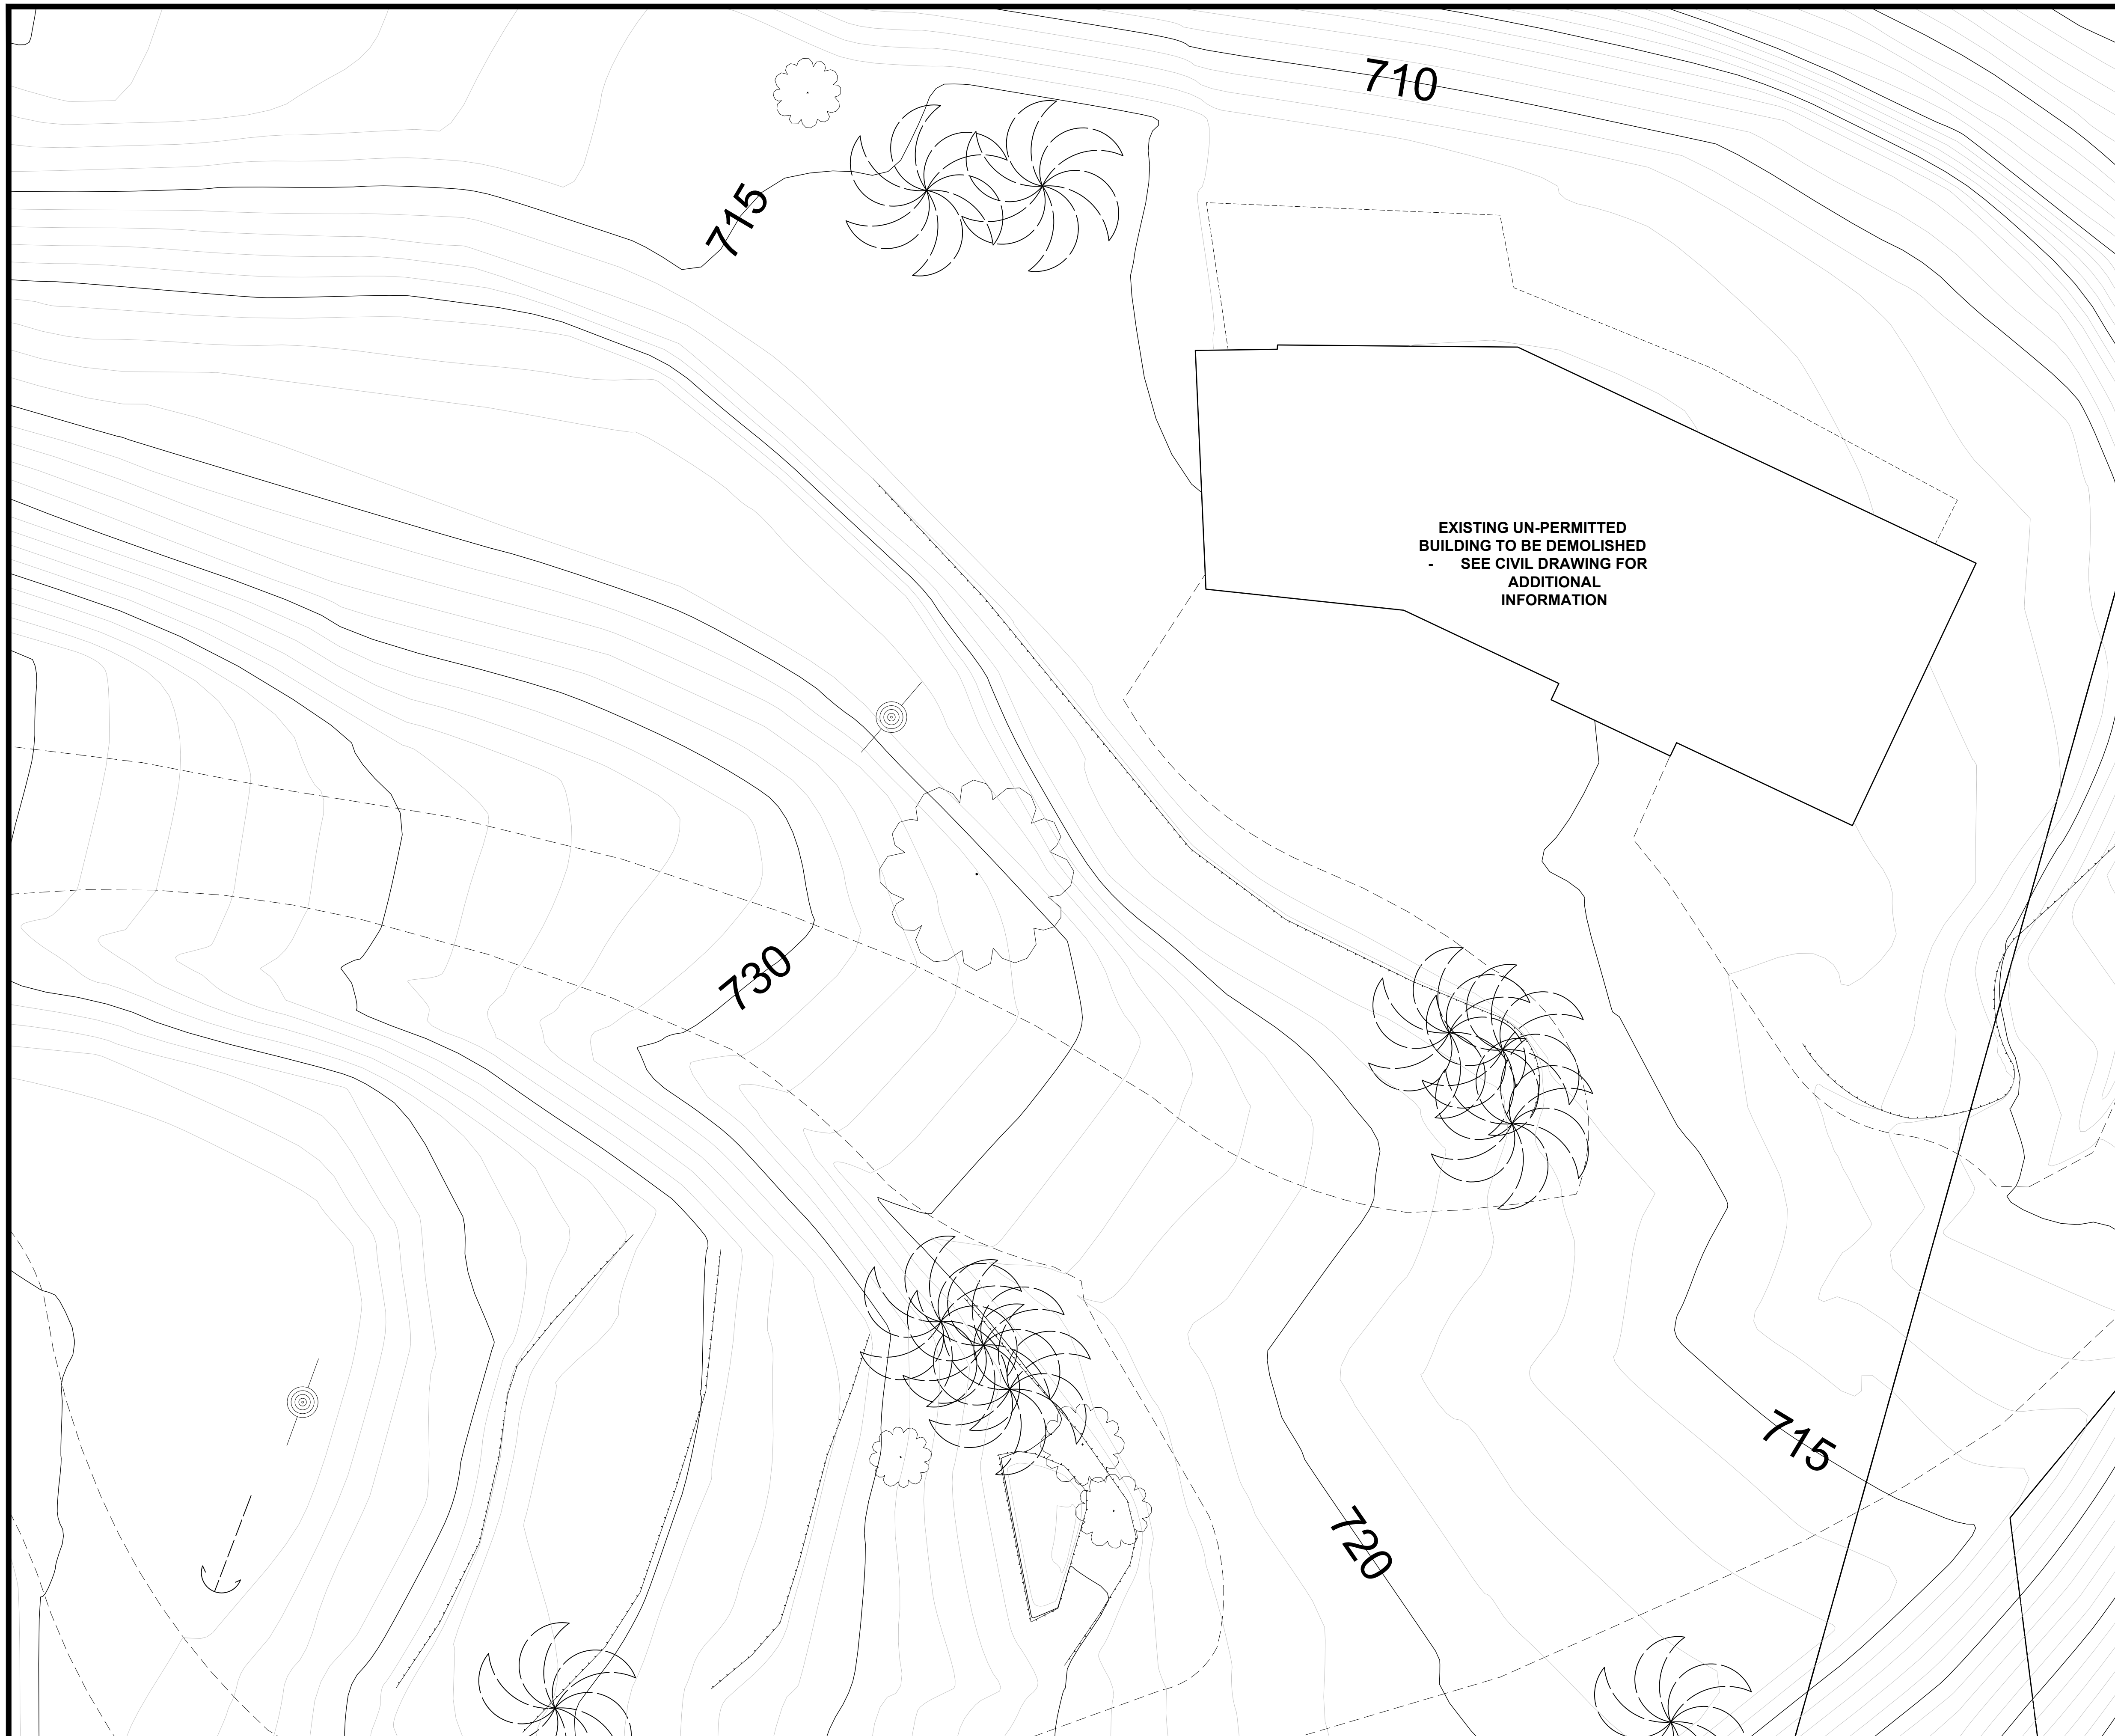 710
715
EXISTING UN-PERMITTED
BUILDING TO BE DEMOLISHED
- SEE CIVIL DRAWING FOR
ADDITIONAL
INFORMATION
730
715
720